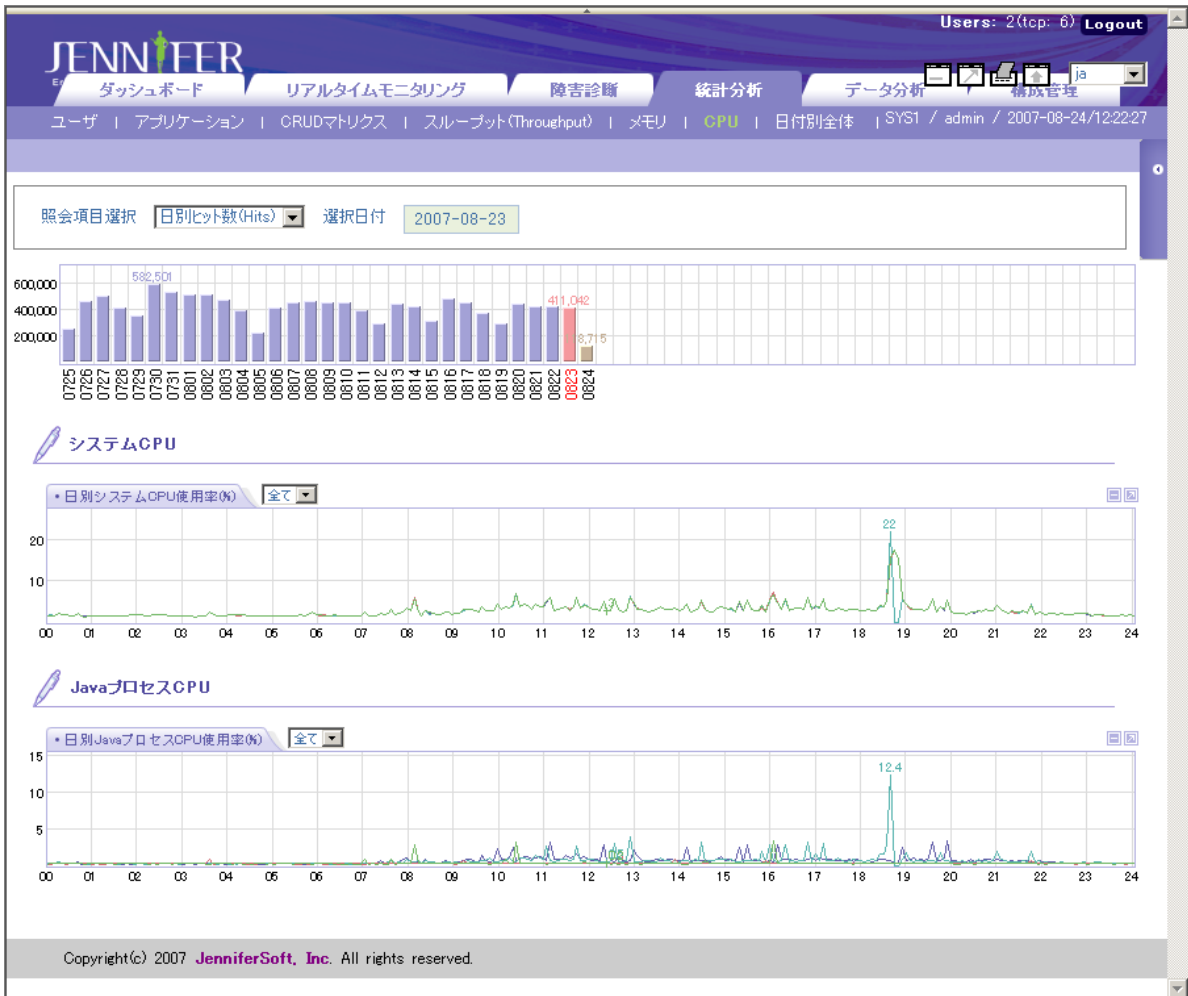 Users: 2(tcp: 6) Logout
JENNIFER
ja
ダッシュボード リアルタイムモニタリング 障害診断 統計分析 データ分析 構成管理
ユーザ | アプリケーション | CRUDマトリクス | スループット(Throughput) | メモリ | CPU | 日付別全体 | SYS1 / admin / 2007-08-24/12:22:27
照会項目選択 日別ヒット数(Hits) 選択日付 2007-08-23
600,000
400,000
200,000
582,501
411,042
8,715
0725 0726 0727 0728 0729 0730 0731 0801 0802 0803 0804 0805 0806 0807 0808 0809 0810 0811 0812 0813 0814 0815 0816 0817 0818 0819 0820 0821 0822 0823 0824
システムCPU
・日別システムCPU使用率(%) 全て
22
20
10
00 01 02 03 04 05 06 07 08 09 10 11 12 13 14 15 16 17 18 19 20 21 22 23 24
JavaプロセスCPU
・日別JavaプロセスCPU使用率(%) 全て
15
12.4
10
5
00 01 02 03 04 05 06 07 08 09 10 11 12 13 14 15 16 17 18 19 20 21 22 23 24
Copyright(c) 2007 JenniferSoft, Inc. All rights reserved.